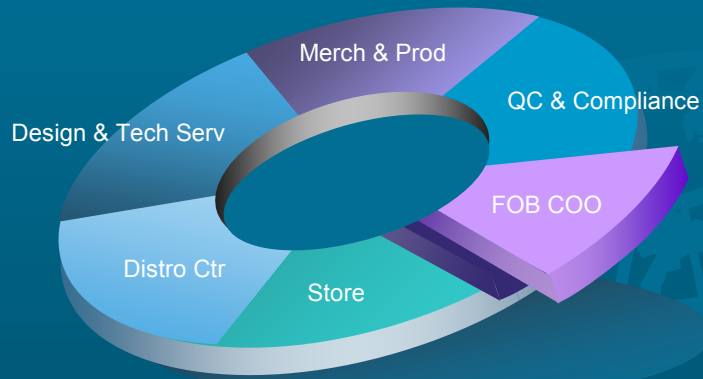 Merch & Prod
QC & Compliance
Design & Tech Serv
FOB COO
Distro Ctr
Store